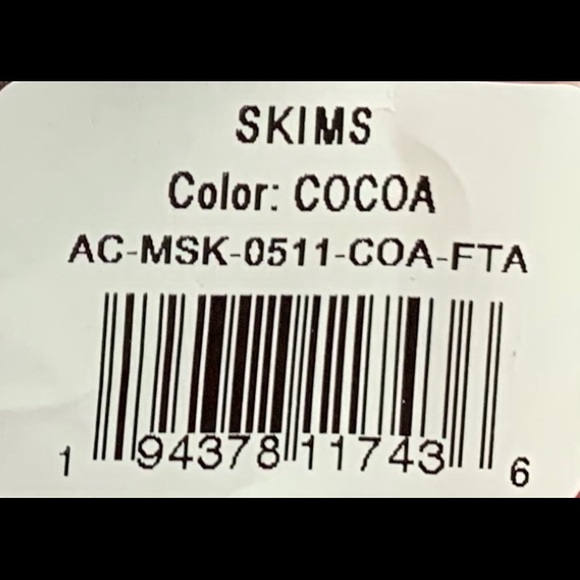 SKIMS
Color: COCOA
AC-MSK-0511-COA-FTA
1 94378 11743 6